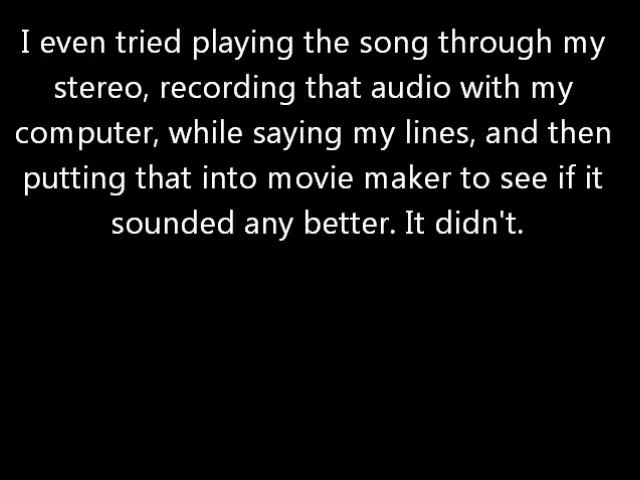 I even tried playing the song through my
stereo, recording that audio with my
computer, while saying my lines, and then
putting that into movie maker to see if it
sounded any better. It didn't.